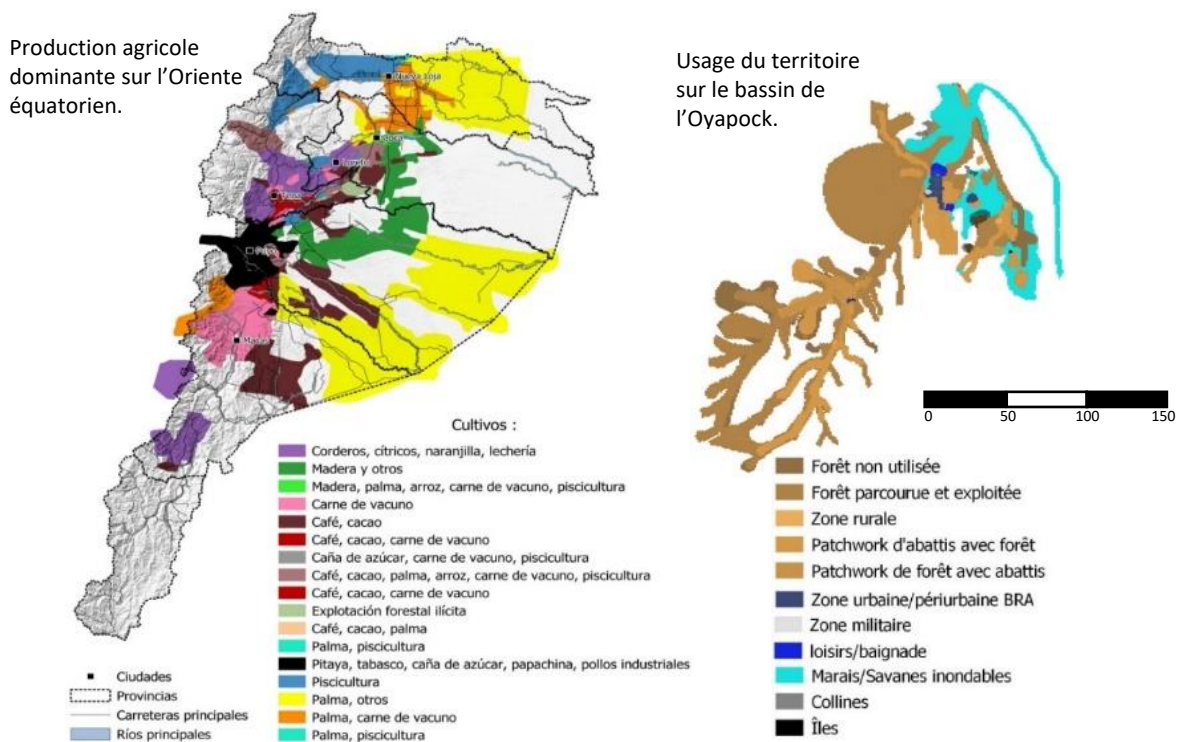 Production agricole
dominante sur l’Oriente
équatorien.
Nueva Loja
Coca
Loreto
Tena
Puyo
Macas
Cultivos :
Corderos, cítricos, naranjilla, lechería
Madera y otros
Madera, palma, arroz, carne de vacuno, piscicultura
Carne de vacuno
Café, cacao
Café, cacao, carne de vacuno
Caña de azúcar, carne de vacuno, piscicultura
Café, cacao, palma, arroz, carne de vacuno, piscicultura
Café, cacao, carne de vacuno
Explotación forestal ilícita
Café, cacao, palma
Palma, piscicultura
Pitaya, tabasco, caña de azúcar, papachina, pollos industriales
Piscicultura
Palma, otros
Palma, carne de vacuno
Palma, piscicultura
Ciudades
Provincias
Carreteras principales
Ríos principales
Usage du territoire
sur le bassin de
l’Oyapock.
0 50 100 150
Forêt non utilisée
Forêt parcourue et exploitée
Zone rurale
Patchwork d'abattis avec forêt
Patchwork de forêt avec abattis
Zone urbaine/périurbaine BRA
Zone militaire
loisirs/baignade
Marais/Savanes inondables
Collines
Îles